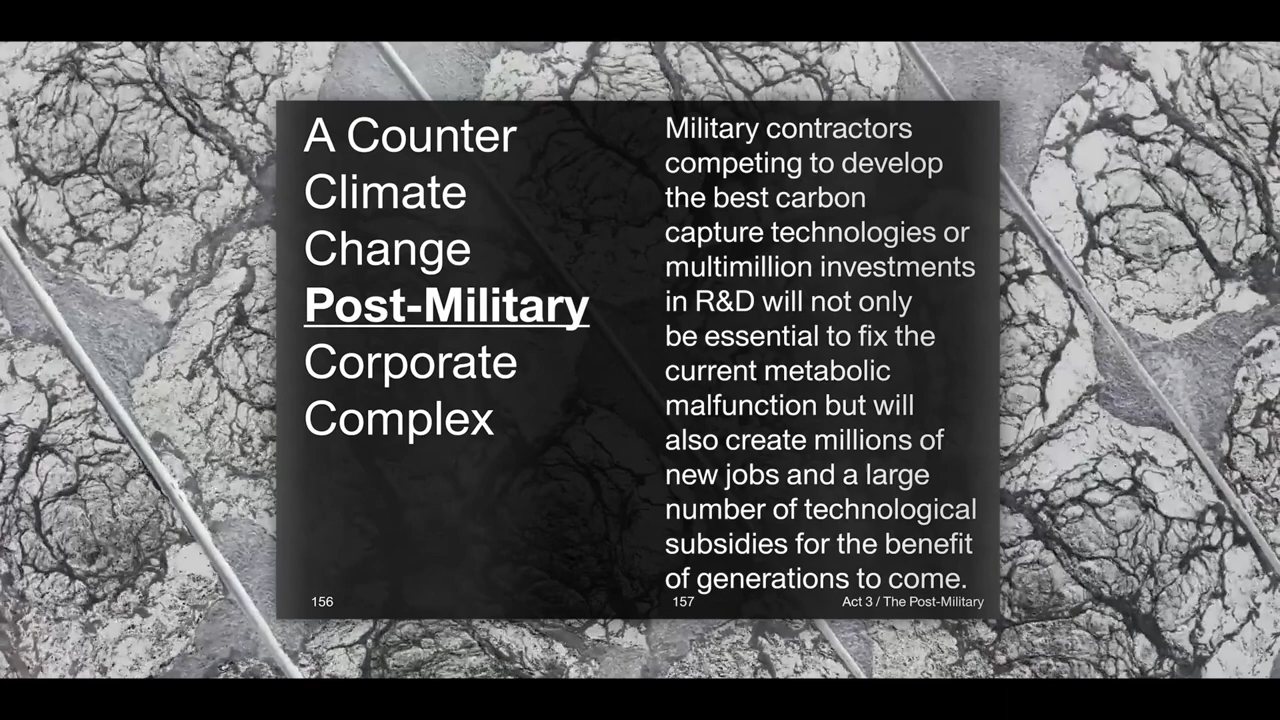 A Counter
Climate
Change
Post-Military
Corporate
Complex
156
Military contractors
competing to develop
the best carbon
capture technologies or
multimillion investments
in R&D will not only
be essential to fix the
current metabolic
malfunction but will
also create millions of
new jobs and a large
number of technological
subsidies for the benefit
of generations to come.
157
Act 3 / The Post-Military